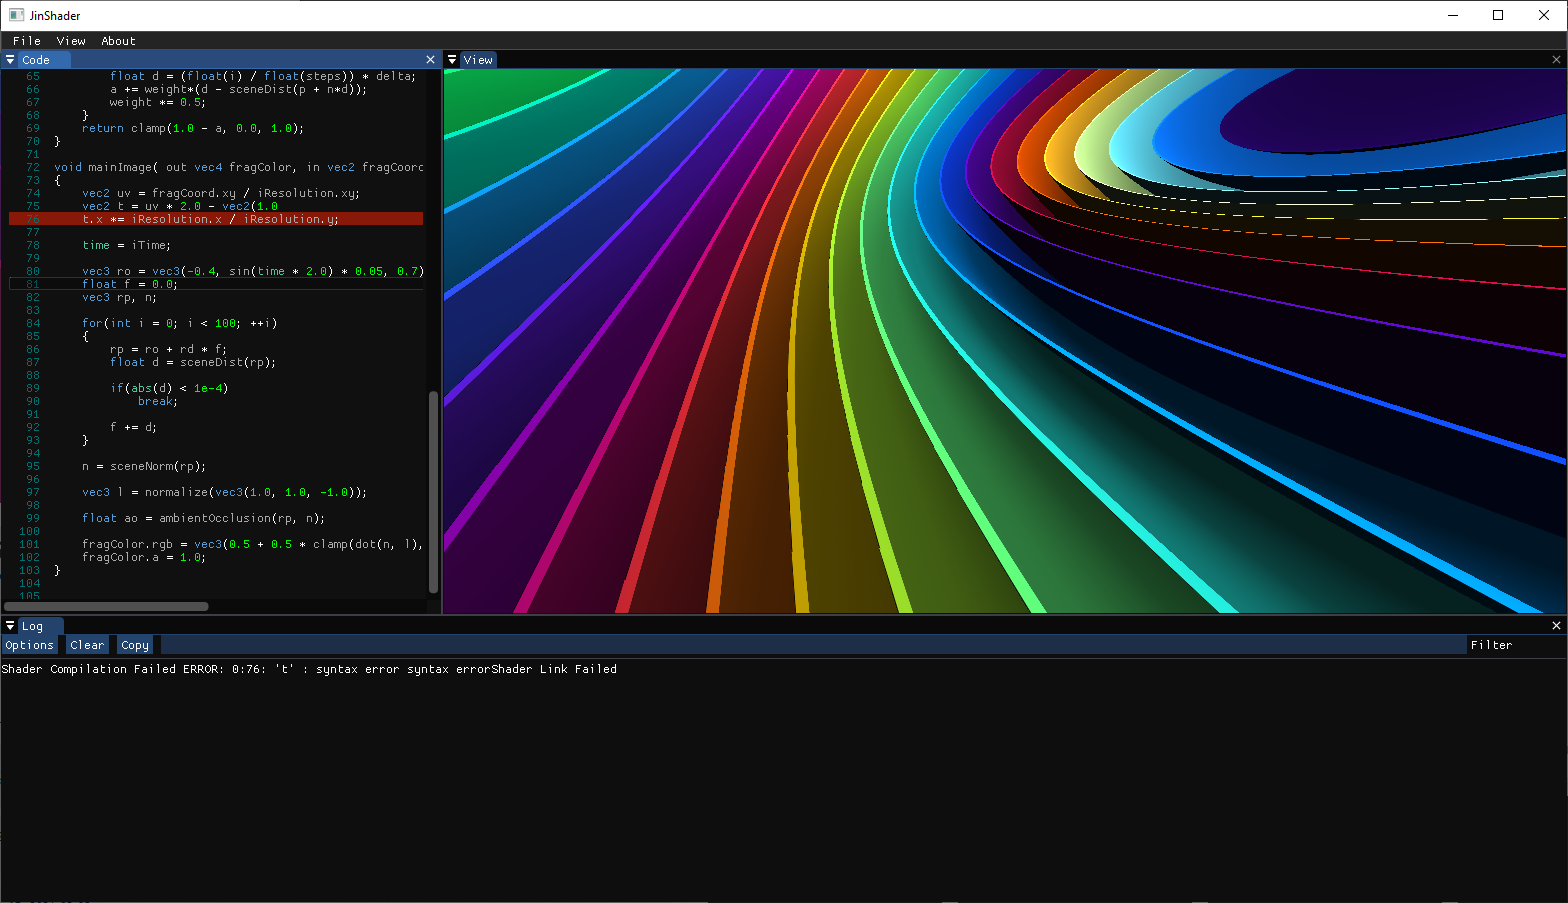 JinShader
File View About
Code
65 float d = (float(i) / float(steps)) * delta;
66 a += weight*(d - sceneDist(p + n*d));
67 weight *= 0.5;
68 }
69 return clamp(1.0 - a, 0.0, 1.0);
70 }
71
72 void mainImage( out vec4 fragColor, in vec2 fragCoord
73 {
74 vec2 uv = fragCoord.xy / iResolution.xy;
75 vec2 t = uv * 2.0 - vec2(1.0
76 t.x *= iResolution.x / iResolution.y;
77
78 time = iTime;
79
80 vec3 ro = vec3(-0.4, sin(time * 2.0) * 0.05, 0.7)
81 float f = 0.0;
82 vec3 rp, n;
83
84 for(int i = 0; i < 100; ++i)
85 {
86 rp = ro + rd * f;
87 float d = sceneDist(rp);
88
89 if(abs(d) < 1e-4)
90 break;
91
92 f += d;
93 }
94
95 n = sceneNorm(rp);
96
97 vec3 l = normalize(vec3(1.0, 1.0, -1.0));
98
99 float ao = ambientOcclusion(rp, n);
100
101 fragColor.rgb = vec3(0.5 + 0.5 * clamp(dot(n, l),
102 fragColor.a = 1.0;
103 }
104
105
View
Log
Options Clear Copy Filter
Shader Compilation Failed ERROR: 0:76: 't' : syntax error syntax errorShader Link Failed